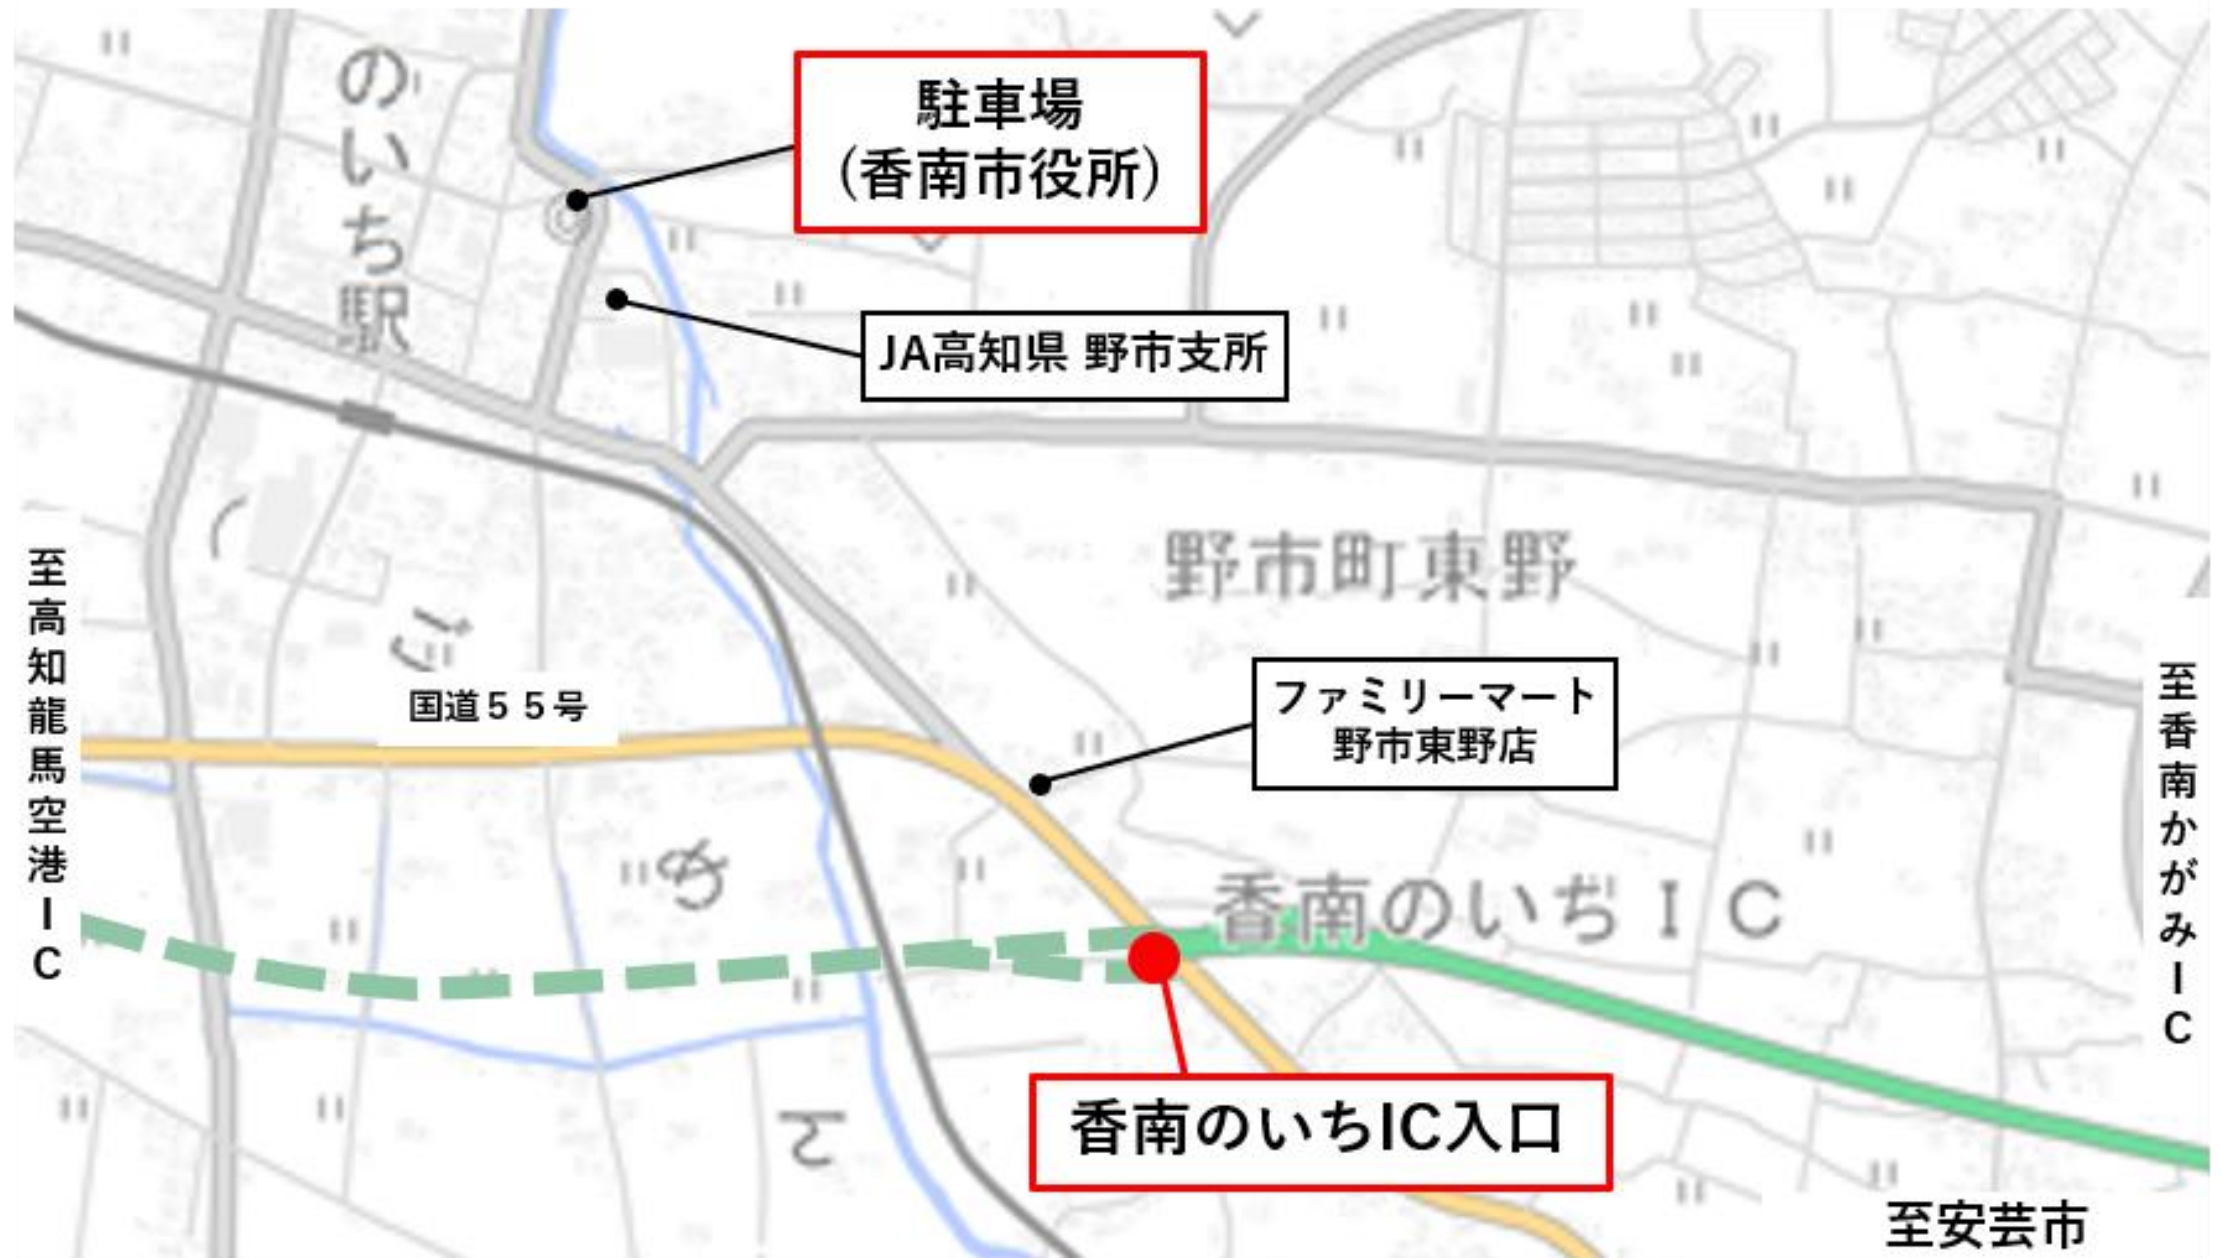 のいち駅
駐車場
(香南市役所)
JA高知県 野市支所
野市町東野
至高知龍馬空港IC
国道５５号
ファミリーマート
野市東野店
至香南かがみIC
香南のいちIC
香南のいちIC入口
至安芸市